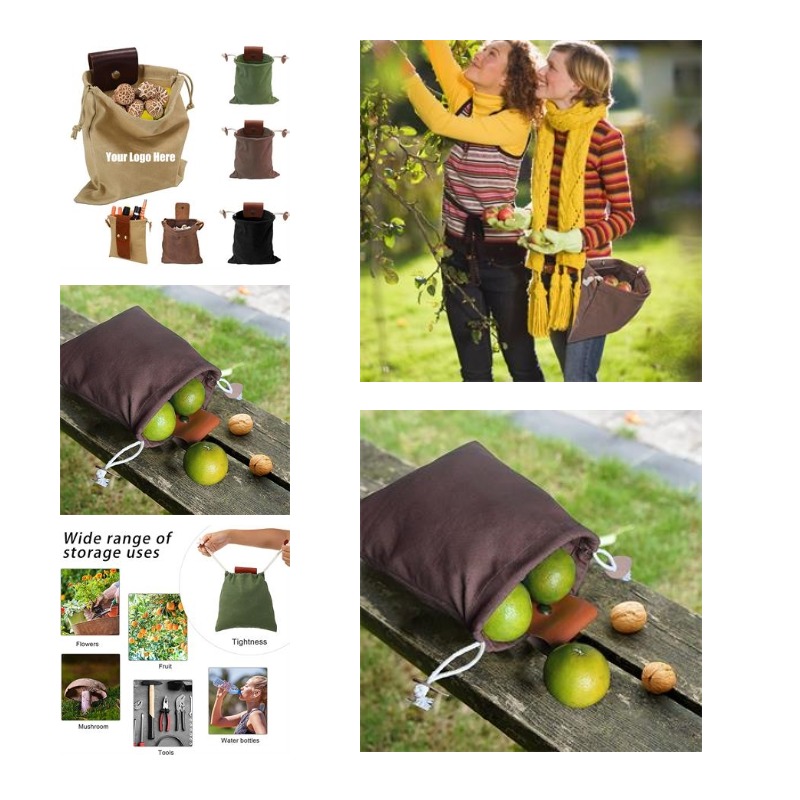 Your Logo Here
Wide range of
storage uses
Tightness
Flowers
Fruit
Mushroom
Tools
Water bottles